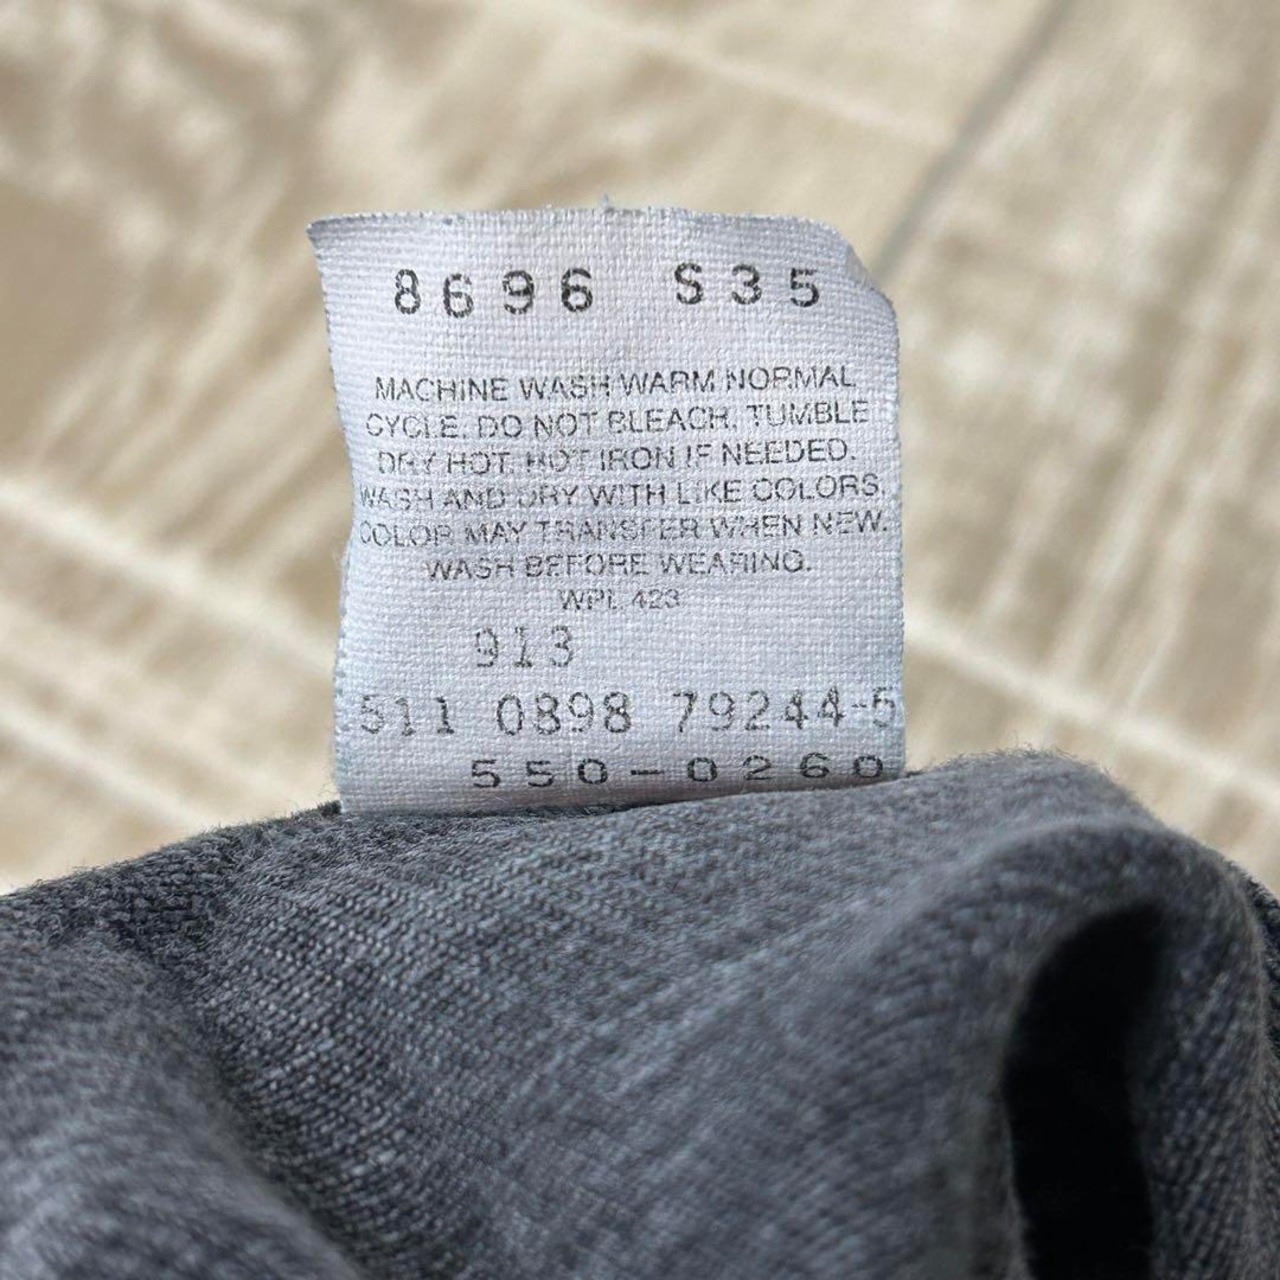 8696 S35
MACHINE WASH WARM NORMAL
CYCLE. DO NOT BLEACH. TUMBLE
DRY HOT. HOT IRON IF NEEDED.
WASH AND DRY WITH LIKE COLORS.
COLOR MAY TRANSFER WHEN NEW.
WASH BEFORE WEARING.
WPL 423
913
511 0898 79244-5
550-0260